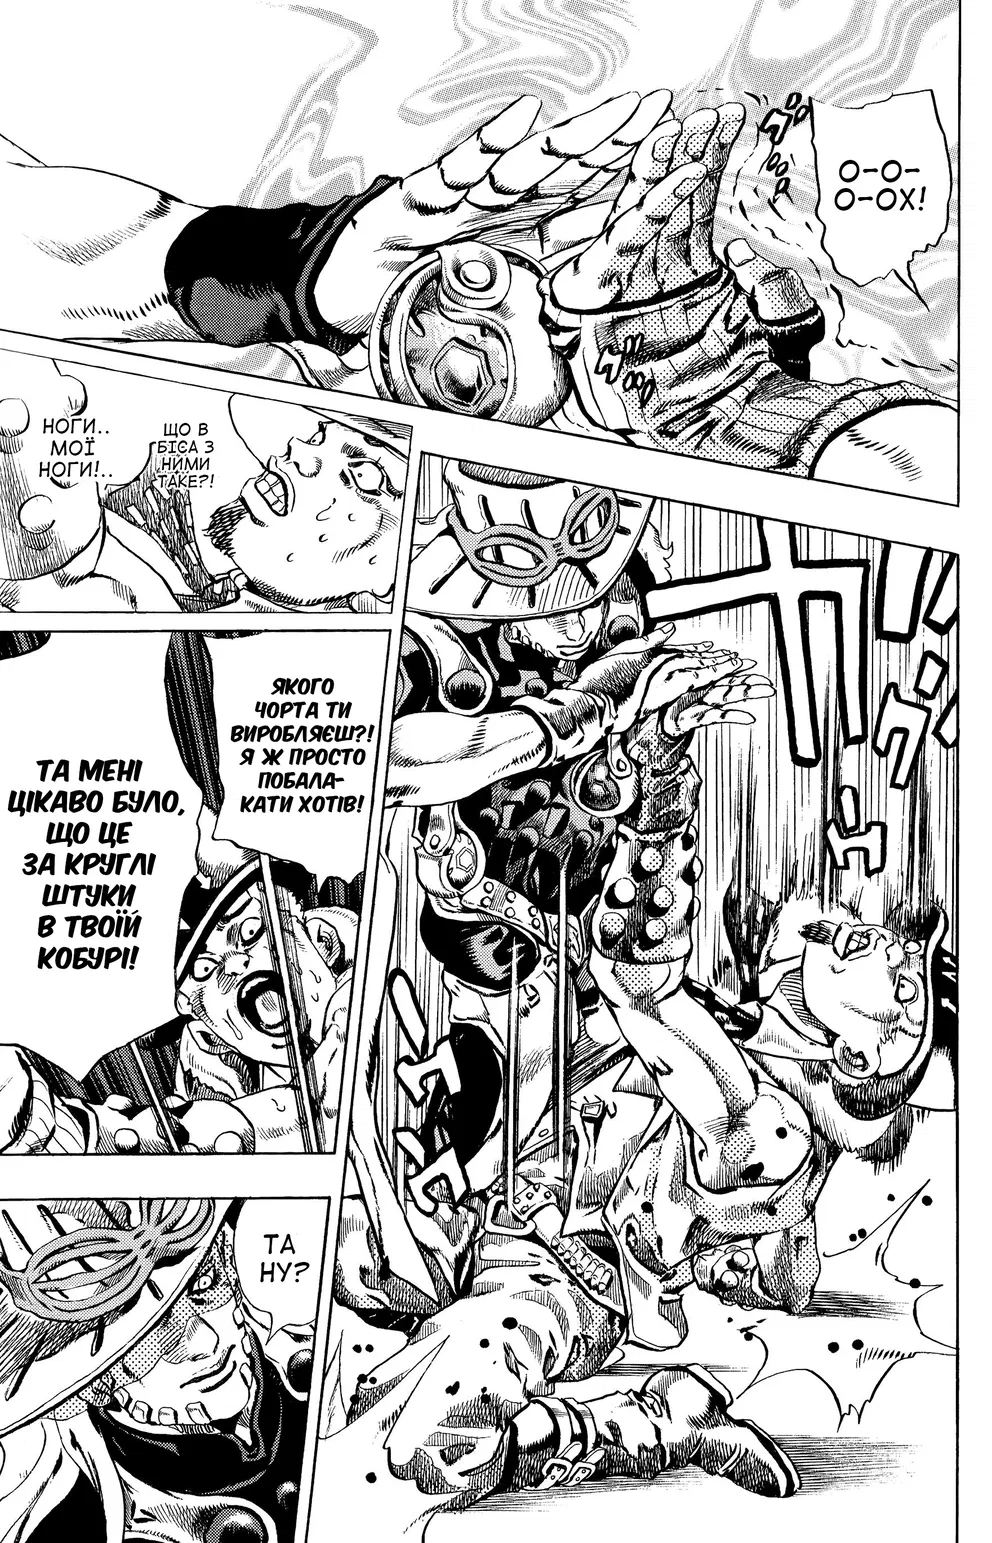 О-О-
О-ОХ!
ЩО В
БІСА З
НИМИ
ТАКЕ?!
НОГИ..
МОЇ
НОГИ!..
ЯКОГО
ЧОРТА ТИ
ВИРОБЛЯЄШ?!
Я Ж ПРОСТО
ПОБАЛА-
КАТИ ХОТІВ!
ТА МЕНІ
ЦІКАВО БУЛО,
ЩО ЦЕ
ЗА КРУГЛІ
ШТУКИ
В ТВОЇЙ
КОБУРІ!
ТА
НУ?